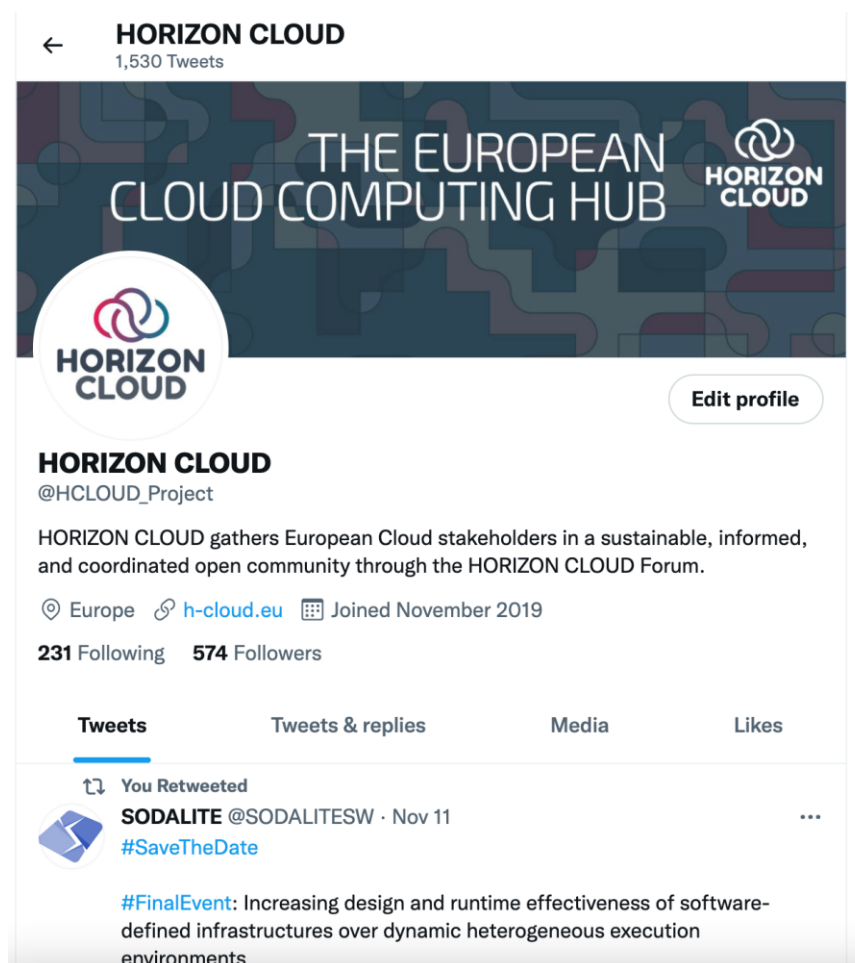 HORIZON CLOUD
1,530 Tweets
THE EUROPEAN
CLOUD COMPUTING HUB
HORIZON
CLOUD
HORIZON
CLOUD
Edit profile
HORIZON CLOUD
@HCLOUD_Project
HORIZON CLOUD gathers European Cloud stakeholders in a sustainable, informed,
and coordinated open community through the HORIZON CLOUD Forum.
Europe h-cloud.eu Joined November 2019
231 Following 574 Followers
Tweets Tweets & replies Media Likes
You Retweeted
SODALITE @SODALITESW · Nov 11
#SaveTheDate
#FinalEvent: Increasing design and runtime effectiveness of software-
defined infrastructures over dynamic heterogeneous execution
environments